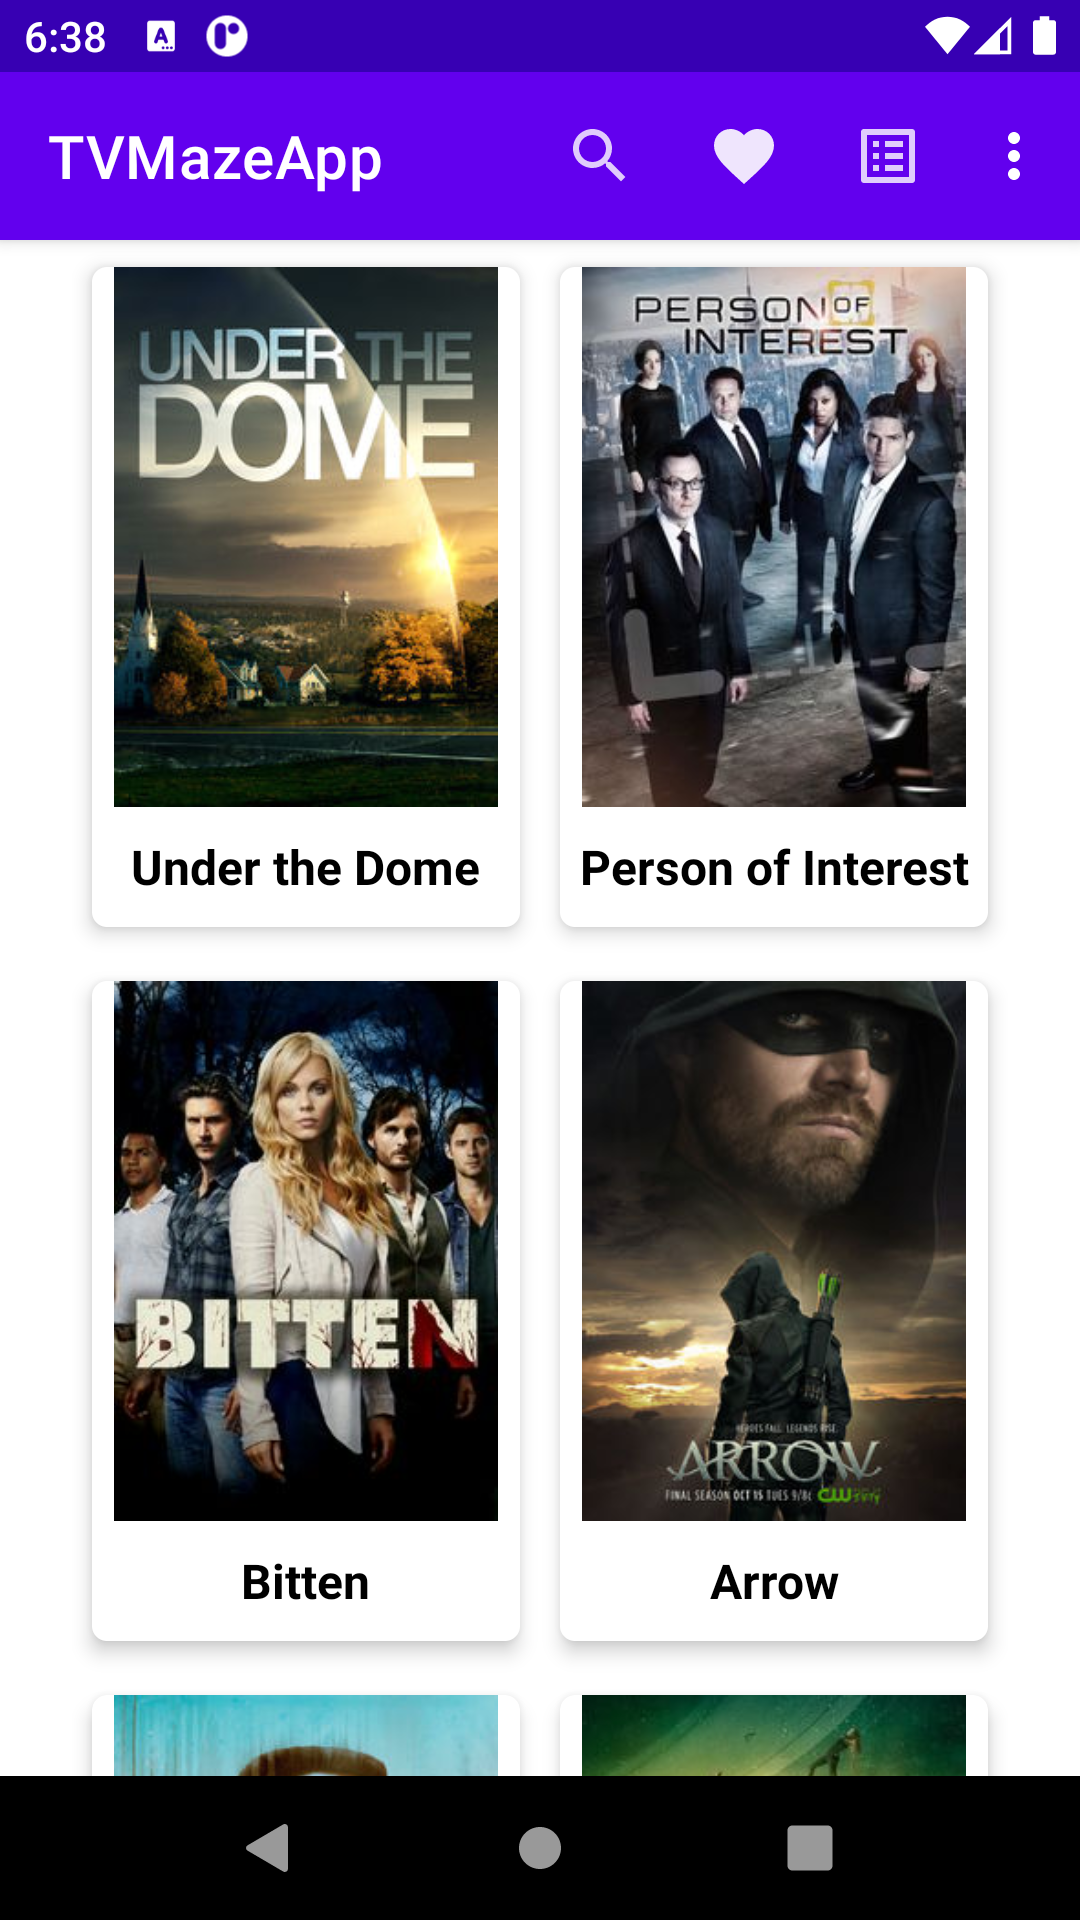 6:38
TVMazeApp
UNDER THE
DOME
Under the Dome
PERSON OF
INTEREST
Person of Interest
BITTEN
Bitten
HEROES FALL. LEGENDS RISE.
ARROW
FINAL SEASON OCT 15 TUES 9/8c CW
Arrow